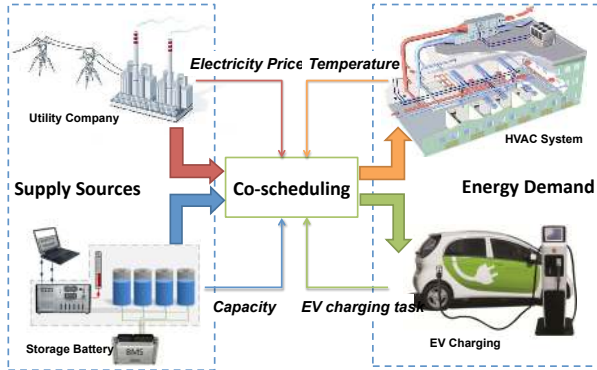 Electricity Price
Temperature
Utility Company
HVAC System
Supply Sources
Co-scheduling
Energy Demand
Capacity
EV charging task
Storage Battery
BMS
EV Charging